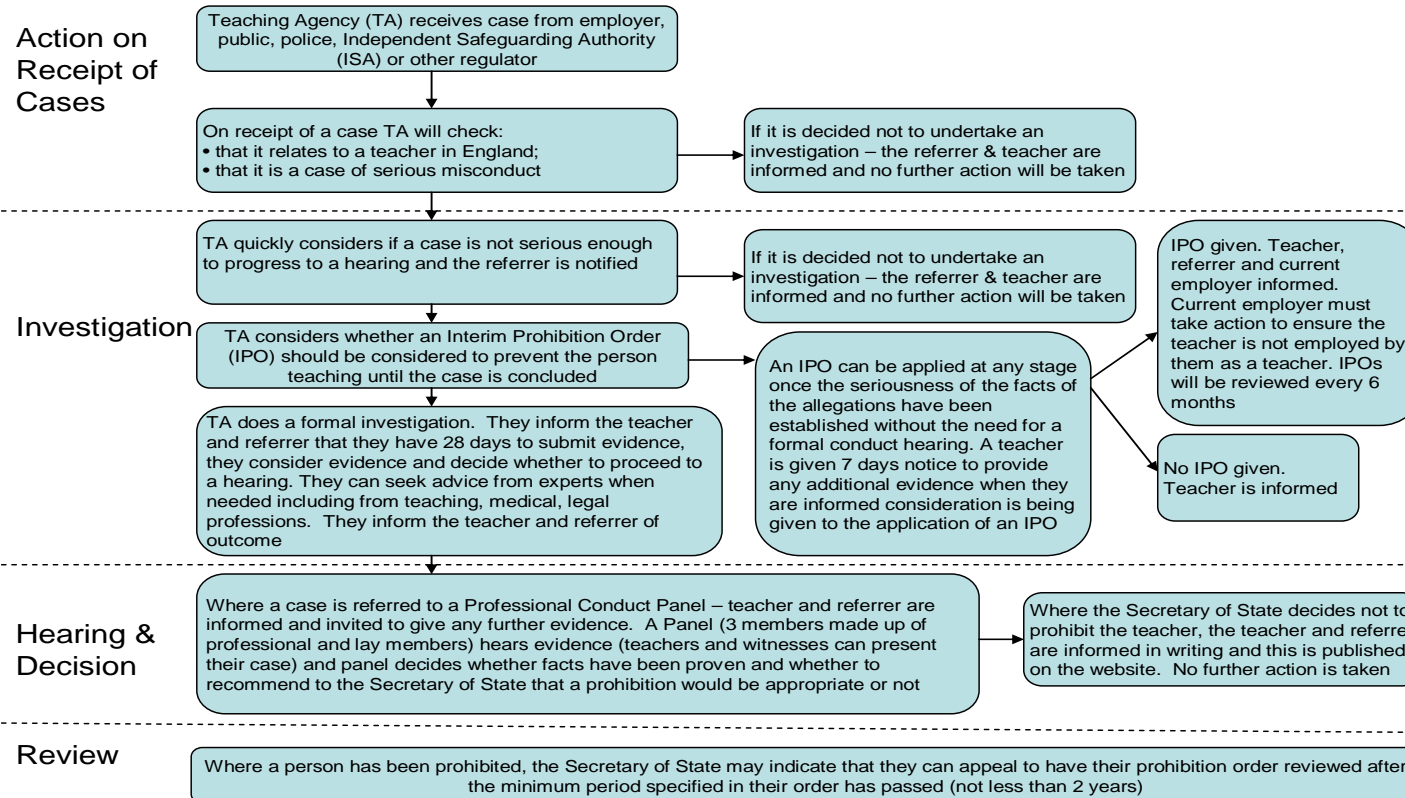 Action on
Receipt of
Cases
Teaching Agency (TA) receives case from employer,
public, police, Independent Safeguarding Authority
(ISA) or other regulator
On receipt of a case TA will check:
• that it relates to a teacher in England;
• that it is a case of serious misconduct
If it is decided not to undertake an
investigation – the referrer & teacher are
informed and no further action will be taken
Investigation
TA quickly considers if a case is not serious enough
to progress to a hearing and the referrer is notified
If it is decided not to undertake an
investigation – the referrer & teacher are
informed and no further action will be taken
IPO given. Teacher,
referrer and current
employer informed.
Current employer must
take action to ensure the
teacher is not employed by
them as a teacher. IPOs
will be reviewed every 6
months
TA considers whether an Interim Prohibition Order
(IPO) should be considered to prevent the person
teaching until the case is concluded
An IPO can be applied at any stage
once the seriousness of the facts of
the allegations have been
established without the need for a
formal conduct hearing. A teacher
is given 7 days notice to provide
any additional evidence when they
are informed consideration is being
given to the application of an IPO
No IPO given.
Teacher is informed
TA does a formal investigation. They inform the teacher
and referrer that they have 28 days to submit evidence,
they consider evidence and decide whether to proceed to
a hearing. They can seek advice from experts when
needed including from teaching, medical, legal
professions. They inform the teacher and referrer of
outcome
Hearing &
Decision
Where a case is referred to a Professional Conduct Panel – teacher and referrer are
informed and invited to give any further evidence. A Panel (3 members made up of
professional and lay members) hears evidence (teachers and witnesses can present
their case) and panel decides whether facts have been proven and whether to
recommend to the Secretary of State that a prohibition would be appropriate or not
Where the Secretary of State decides not to
prohibit the teacher, the teacher and referre
are informed in writing and this is published
on the website. No further action is taken
Review
Where a person has been prohibited, the Secretary of State may indicate that they can appeal to have their prohibition order reviewed after
the minimum period specified in their order has passed (not less than 2 years)